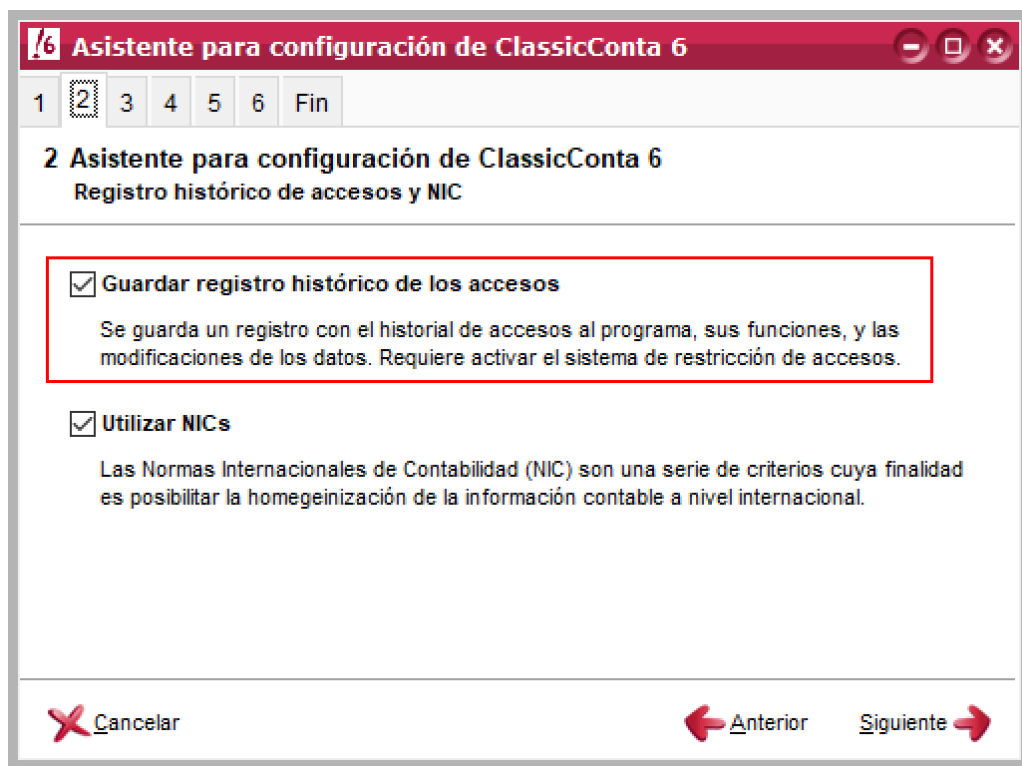 /6 Asistente para configuración de ClassicConta 6
1 2 3 4 5 6 Fin
2 Asistente para configuración de ClassicConta 6
Registro histórico de accesos y NIC
Guardar registro histórico de los accesos
Se guarda un registro con el historial de accesos al programa, sus funciones, y las
modificaciones de los datos. Requiere activar el sistema de restricción de accesos.
Utilizar NICs
Las Normas Internacionales de Contabilidad (NIC) son una serie de criterios cuya finalidad
es posibilitar la homegeinización de la información contable a nivel internacional.
Cancelar Anterior Siguiente